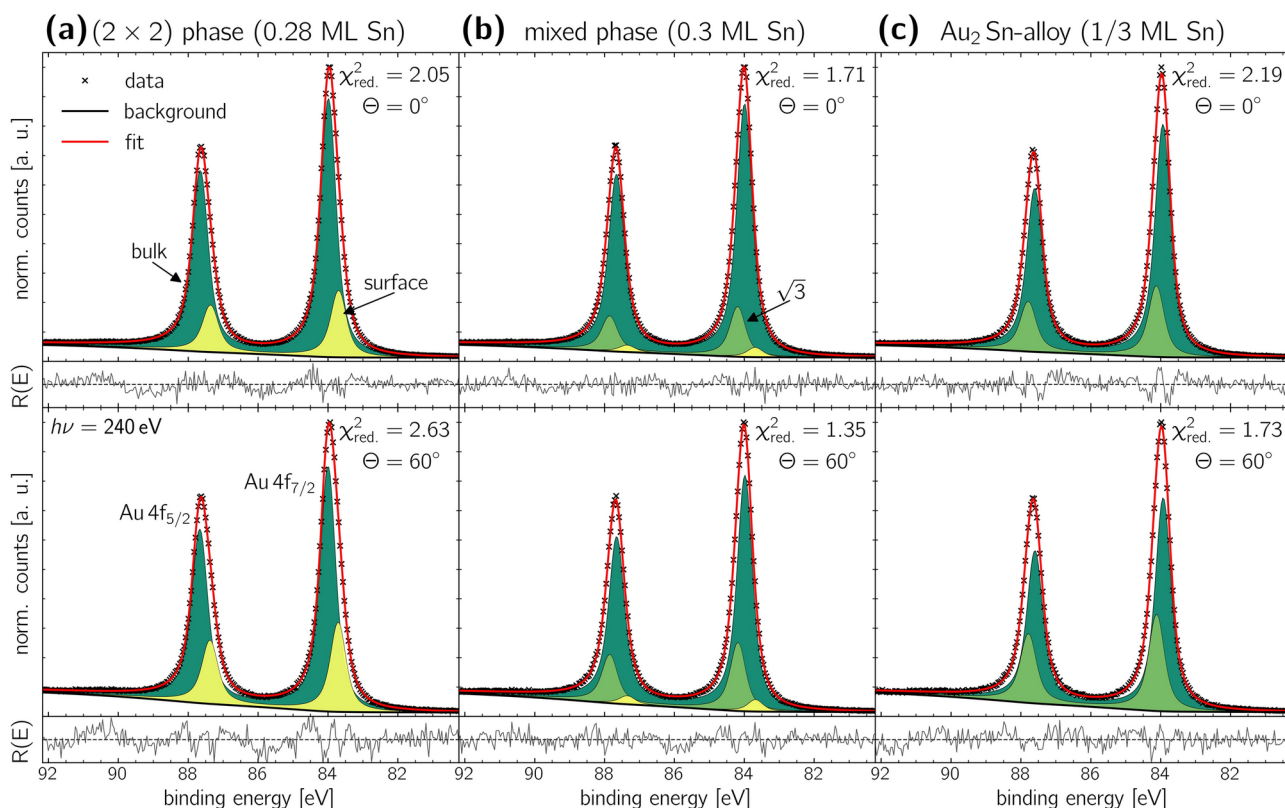 (a) (2 × 2) phase (0.28 ML Sn)
(b) mixed phase (0.3 ML Sn)
(c) Au₂ Sn-alloy (1/3 ML Sn)
norm. counts [a. u.]
× data
background
fit
χ²red. = 2.05
Θ = 0°
bulk
surface
χ²red. = 1.71
Θ = 0°
√3
χ²red. = 2.19
Θ = 0°
R(E)
norm. counts [a. u.]
hν = 240 eV
χ²red. = 2.63
Θ = 60°
Au 4f₇/₂
Au 4f₅/₂
χ²red. = 1.35
Θ = 60°
χ²red. = 1.73
Θ = 60°
R(E)
92 90 88 86 84 82
92 90 88 86 84 82
92 90 88 86 84 82
binding energy [eV]
binding energy [eV]
binding energy [eV]